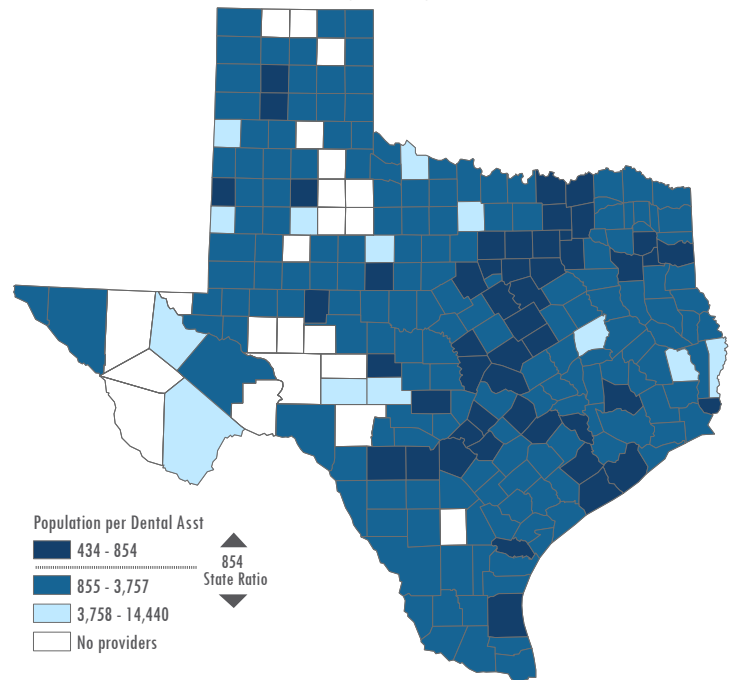 Population per Dental Asst
434 - 854
854
State Ratio
855 - 3,757
3,758 - 14,440
No providers